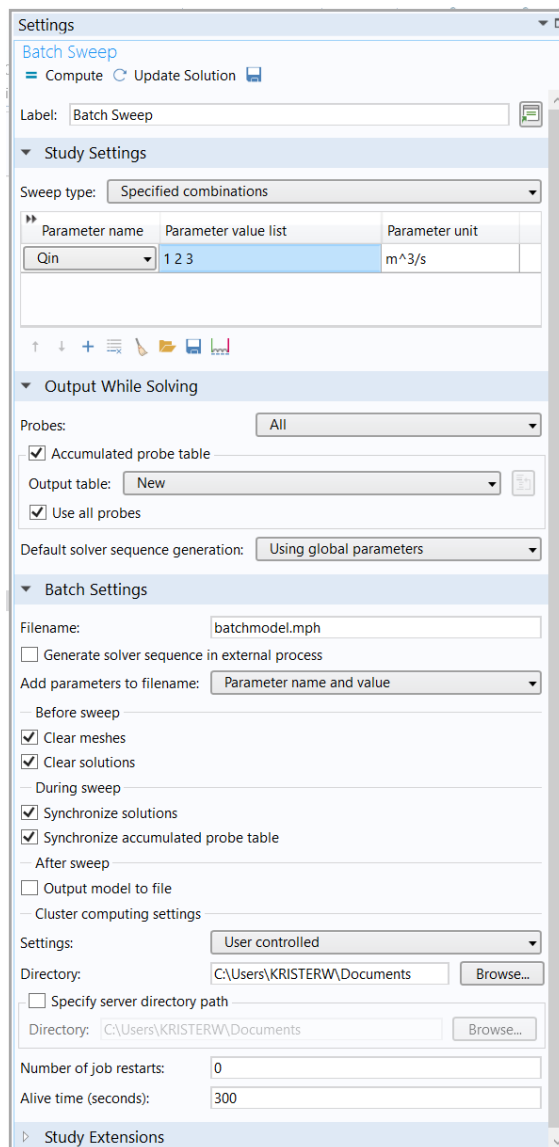 Settings
Batch Sweep
= Compute Update Solution
Label: Batch Sweep
Study Settings
Sweep type: Specified combinations
Parameter name Parameter value list Parameter unit
Qin 1 2 3 m^3/s
Output While Solving
Probes: All
Accumulated probe table
Output table: New
Use all probes
Default solver sequence generation: Using global parameters
Batch Settings
Filename: batchmodel.mph
Generate solver sequence in external process
Add parameters to filename: Parameter name and value
Before sweep
Clear meshes
Clear solutions
During sweep
Synchronize solutions
Synchronize accumulated probe table
After sweep
Output model to file
Cluster computing settings
Settings: User controlled
Directory: C:\Users\KRISTERW\Documents Browse...
Specify server directory path
Directory: C:\Users\KRISTERW\Documents Browse...
Number of job restarts: 0
Alive time (seconds): 300
Study Extensions